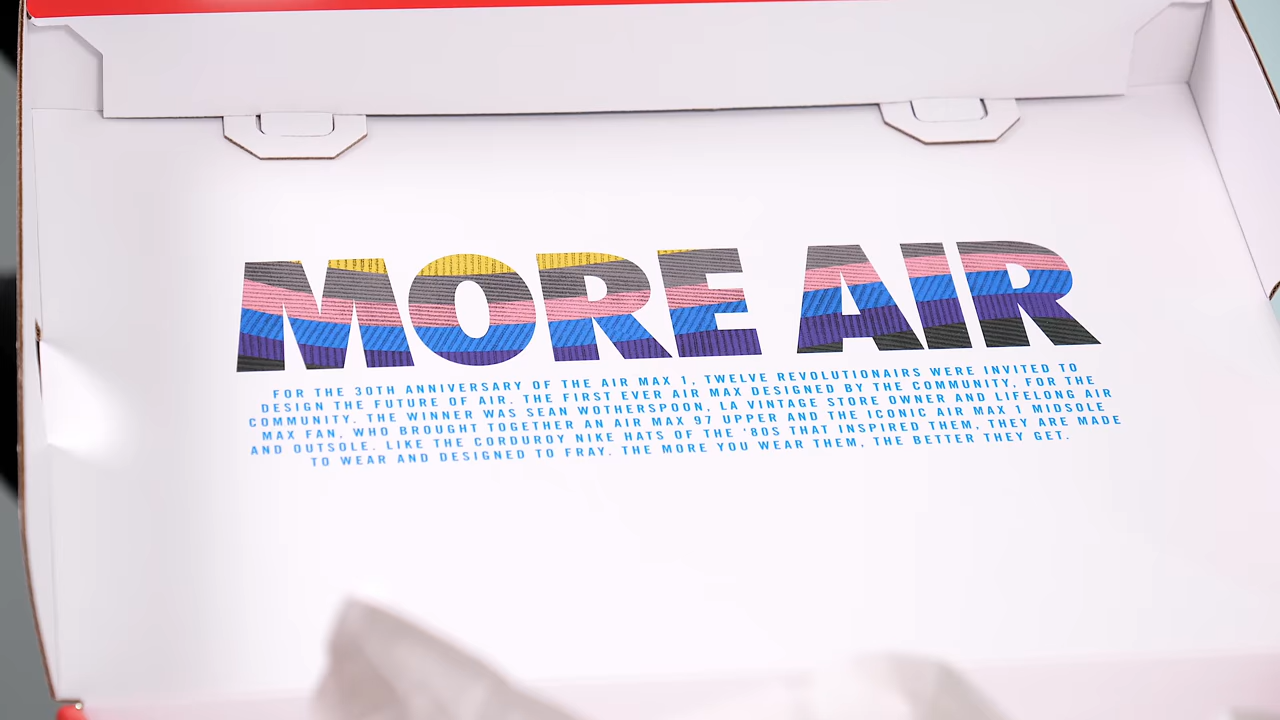 MORE AIR
FOR THE 30TH ANNIVERSARY OF THE AIR MAX 1, TWELVE REVOLUTIONAIRS WERE INVITED TO
DESIGN THE FUTURE OF AIR. THE FIRST EVER AIR MAX DESIGNED BY THE COMMUNITY, FOR THE
COMMUNITY. THE WINNER WAS SEAN WOTHERSPOON, LA VINTAGE STORE OWNER AND LIFELONG AIR
MAX FAN, WHO BROUGHT TOGETHER AN AIR MAX 97 UPPER AND THE ICONIC AIR MAX 1 MIDSOLE
AND OUTSOLE. LIKE THE CORDUROY NIKE HATS OF THE '80S THAT INSPIRED THEM, THEY ARE MADE
TO WEAR AND DESIGNED TO FRAY. THE MORE YOU WEAR THEM, THE BETTER THEY GET.